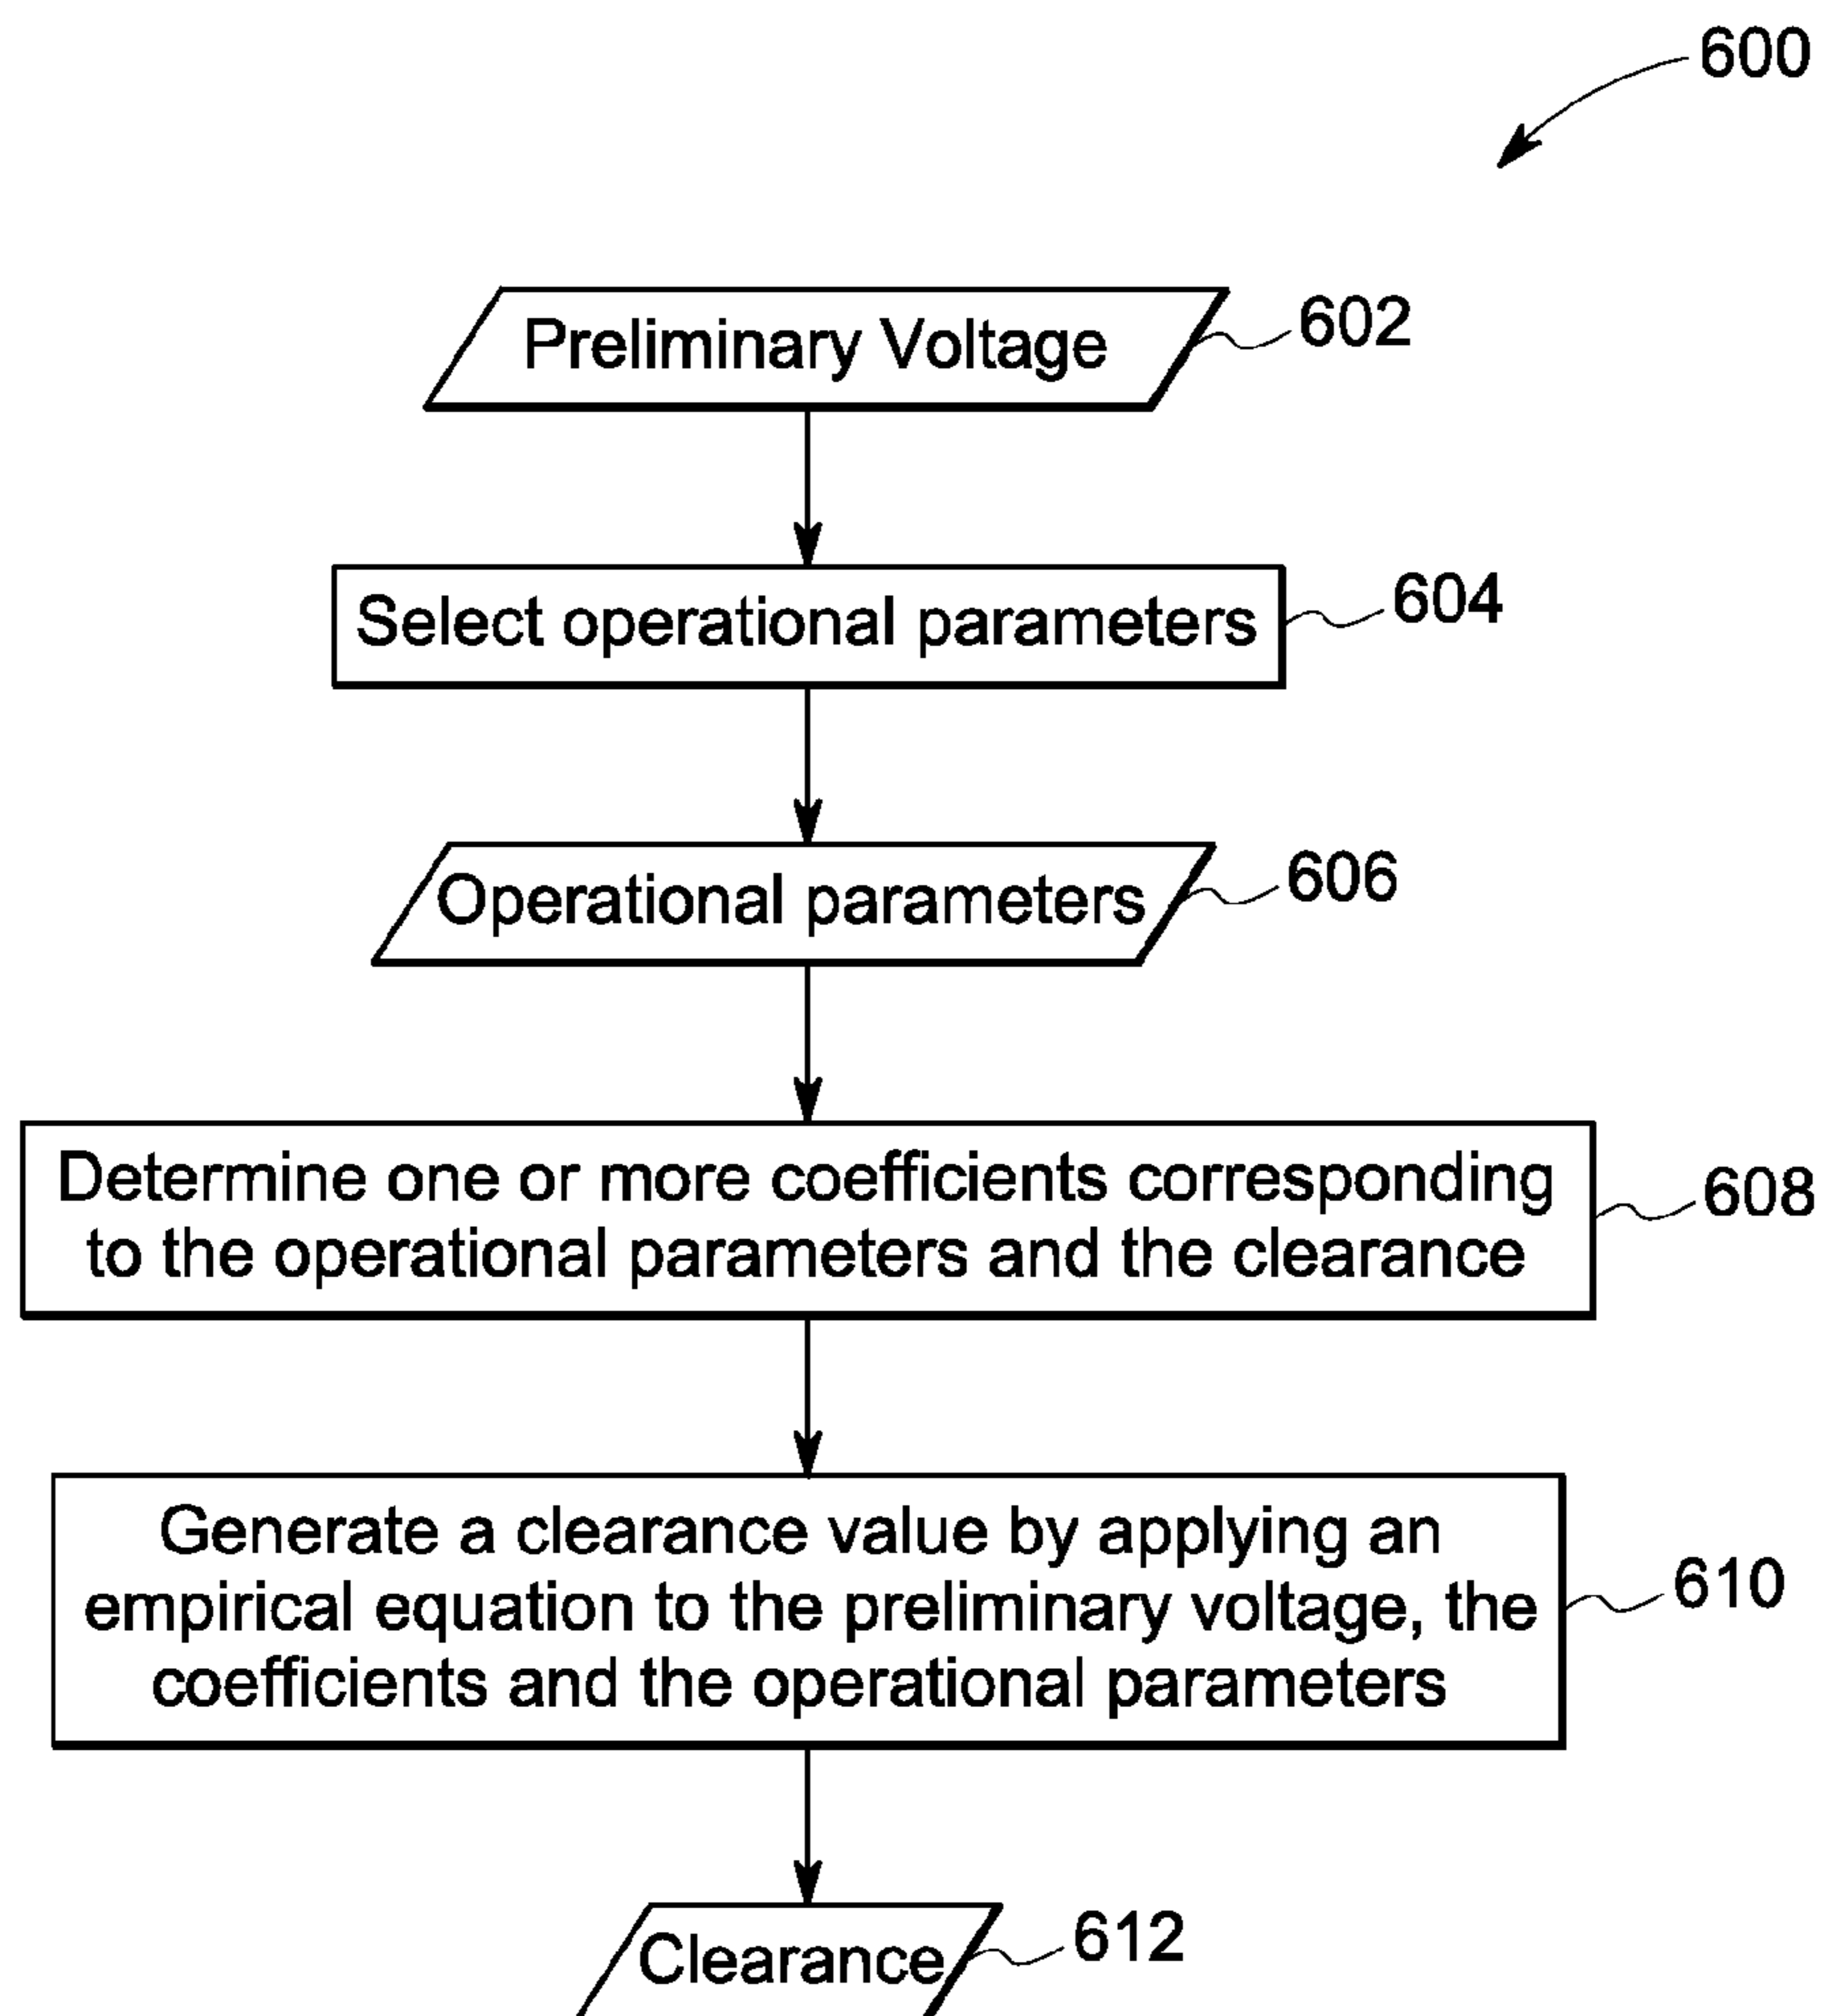 600
Preliminary Voltage
602
Select operational parameters
604
Operational parameters
606
Determine one or more coefficients corresponding
to the operational parameters and the clearance
608
Generate a clearance value by applying an
empirical equation to the preliminary voltage, the
coefficients and the operational parameters
610
Clearance
612